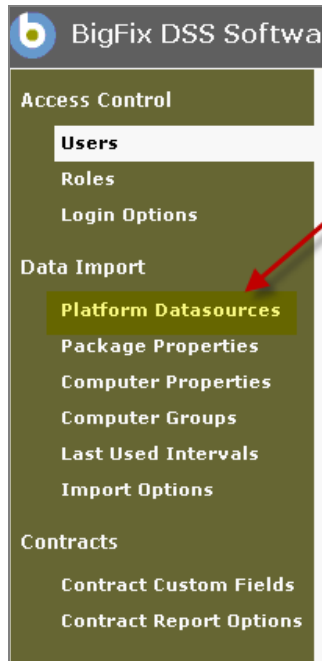 BigFix DSS Softwa
Access Control
Users
Roles
Login Options
Data Import
Platform Datasources
Package Properties
Computer Properties
Computer Groups
Last Used Intervals
Import Options
Contracts
Contract Custom Fields
Contract Report Options